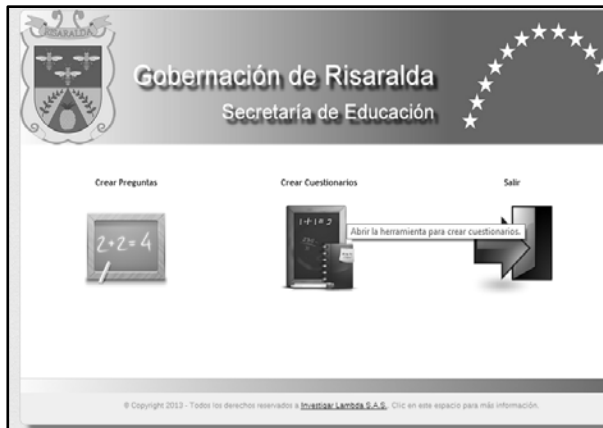 RISARALDA
Gobernación de Risaralda
Secretaría de Educación
Crear Preguntas
Crear Cuestionarios
Salir
2+2=4
1+1=2
Abrir la herramienta para crear cuestionarios.
© Copyright 2013 - Todos los derechos reservados a Investigar Lambda S.A.S.. Clic en este espacio para más información.